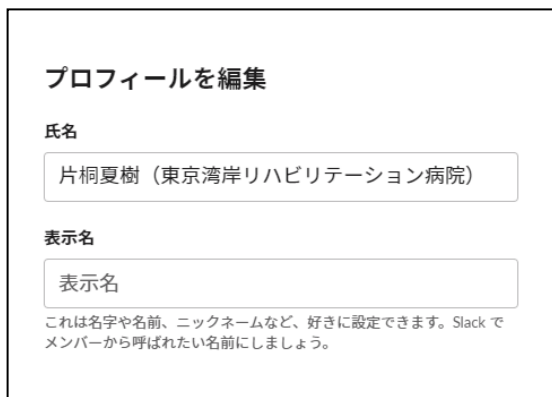 プロフィールを編集
氏名
片桐夏樹（東京湾岸リハビリテーション病院）
表示名
表示名
これは名字や名前、ニックネームなど、好きに設定できます。Slack で
メンバーから呼ばれたい名前にしましょう。